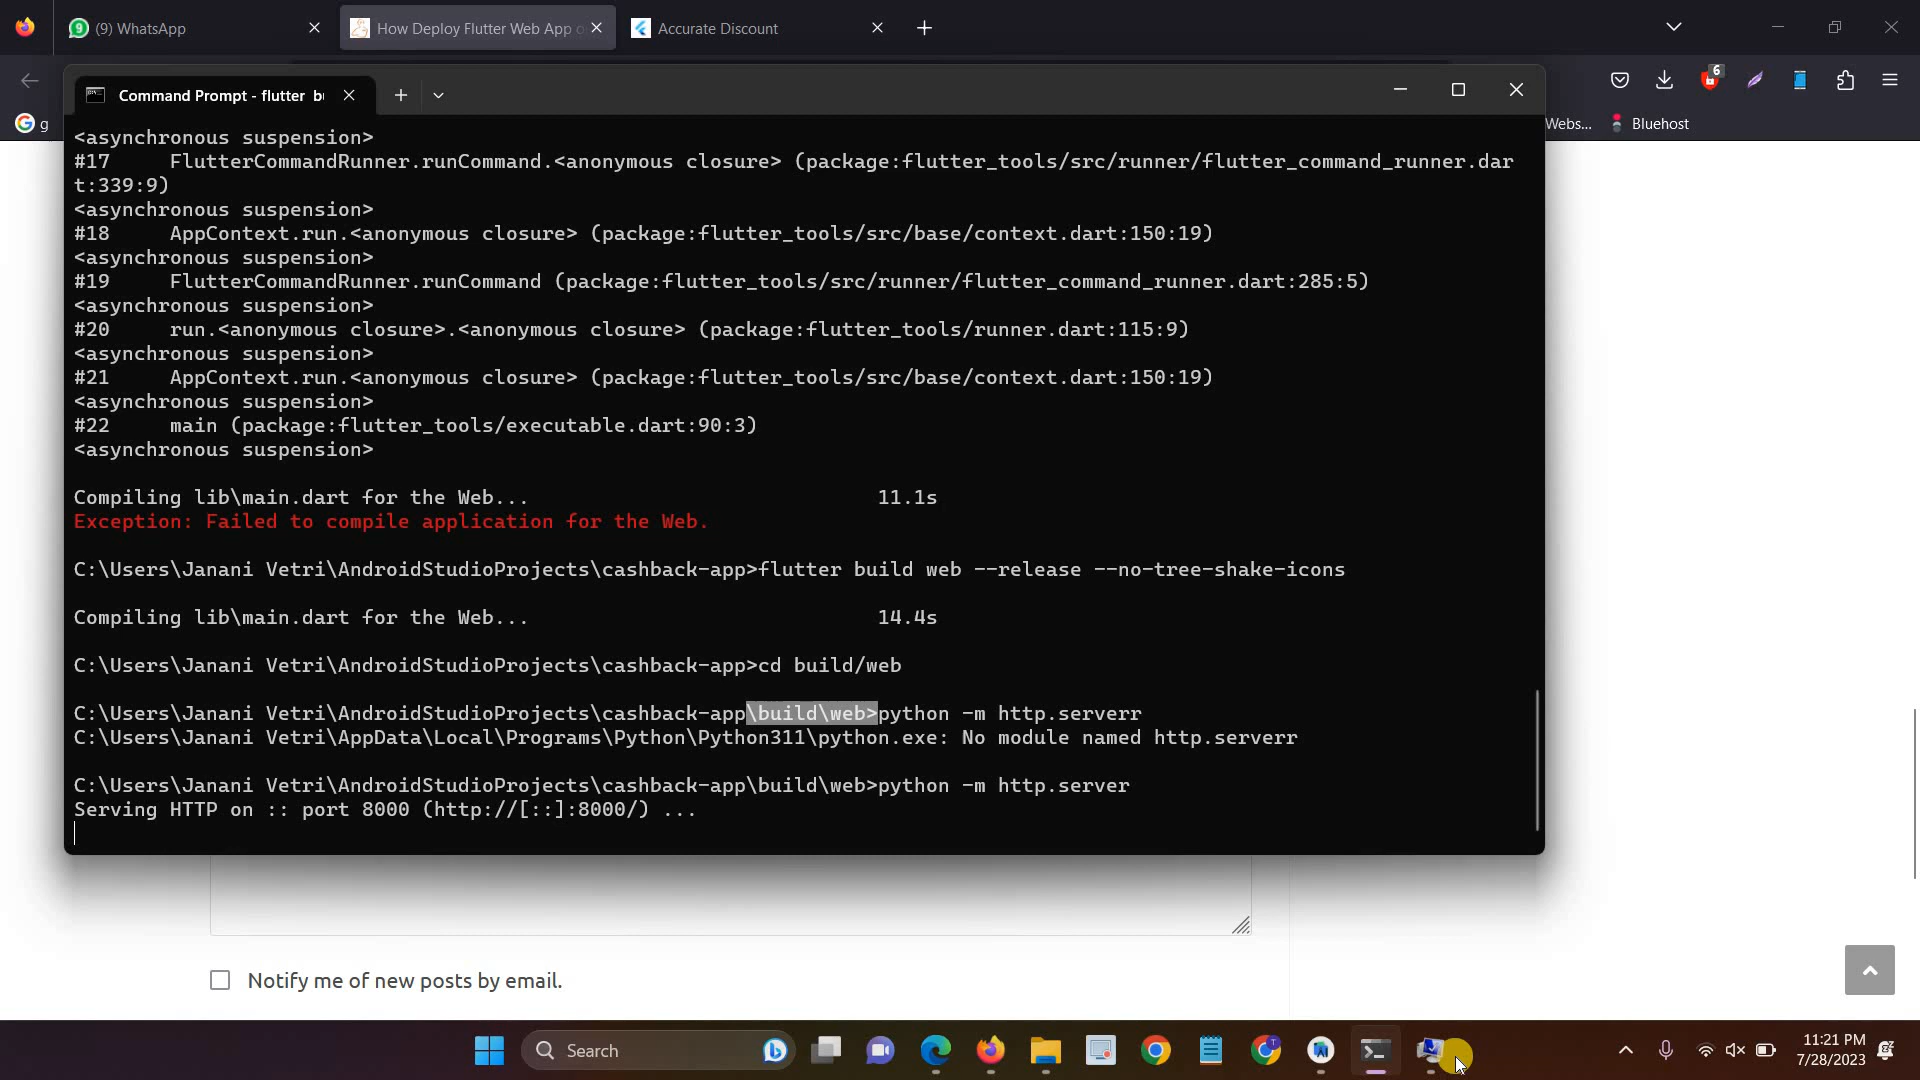 (9) WhatsApp
How Deploy Flutter Web App o
Accurate Discount
6
Command Prompt - flutter bu
g
Webs...
Bluehost
<asynchronous suspension>
#17 FlutterCommandRunner.runCommand.<anonymous closure> (package:flutter_tools/src/runner/flutter_command_runner.dar
t:339:9)
<asynchronous suspension>
#18 AppContext.run.<anonymous closure> (package:flutter_tools/src/base/context.dart:150:19)
<asynchronous suspension>
#19 FlutterCommandRunner.runCommand (package:flutter_tools/src/runner/flutter_command_runner.dart:285:5)
<asynchronous suspension>
#20 run.<anonymous closure>.<anonymous closure> (package:flutter_tools/runner.dart:115:9)
<asynchronous suspension>
#21 AppContext.run.<anonymous closure> (package:flutter_tools/src/base/context.dart:150:19)
<asynchronous suspension>
#22 main (package:flutter_tools/executable.dart:90:3)
<asynchronous suspension>
Compiling lib\main.dart for the Web... 11.1s
Exception: Failed to compile application for the Web.
C:\Users\Janani Vetri\AndroidStudioProjects\cashback-app>flutter build web --release --no-tree-shake-icons
Compiling lib\main.dart for the Web... 14.4s
C:\Users\Janani Vetri\AndroidStudioProjects\cashback-app>cd build/web
C:\Users\Janani Vetri\AndroidStudioProjects\cashback-app\build\web>python -m http.serverr
C:\Users\Janani Vetri\AppData\Local\Programs\Python\Python311\python.exe: No module named http.serverr
C:\Users\Janani Vetri\AndroidStudioProjects\cashback-app\build\web>python -m http.server
Serving HTTP on :: port 8000 (http://[::]:8000/) ...
Notify me of new posts by email.
Search
11:21 PM
7/28/2023